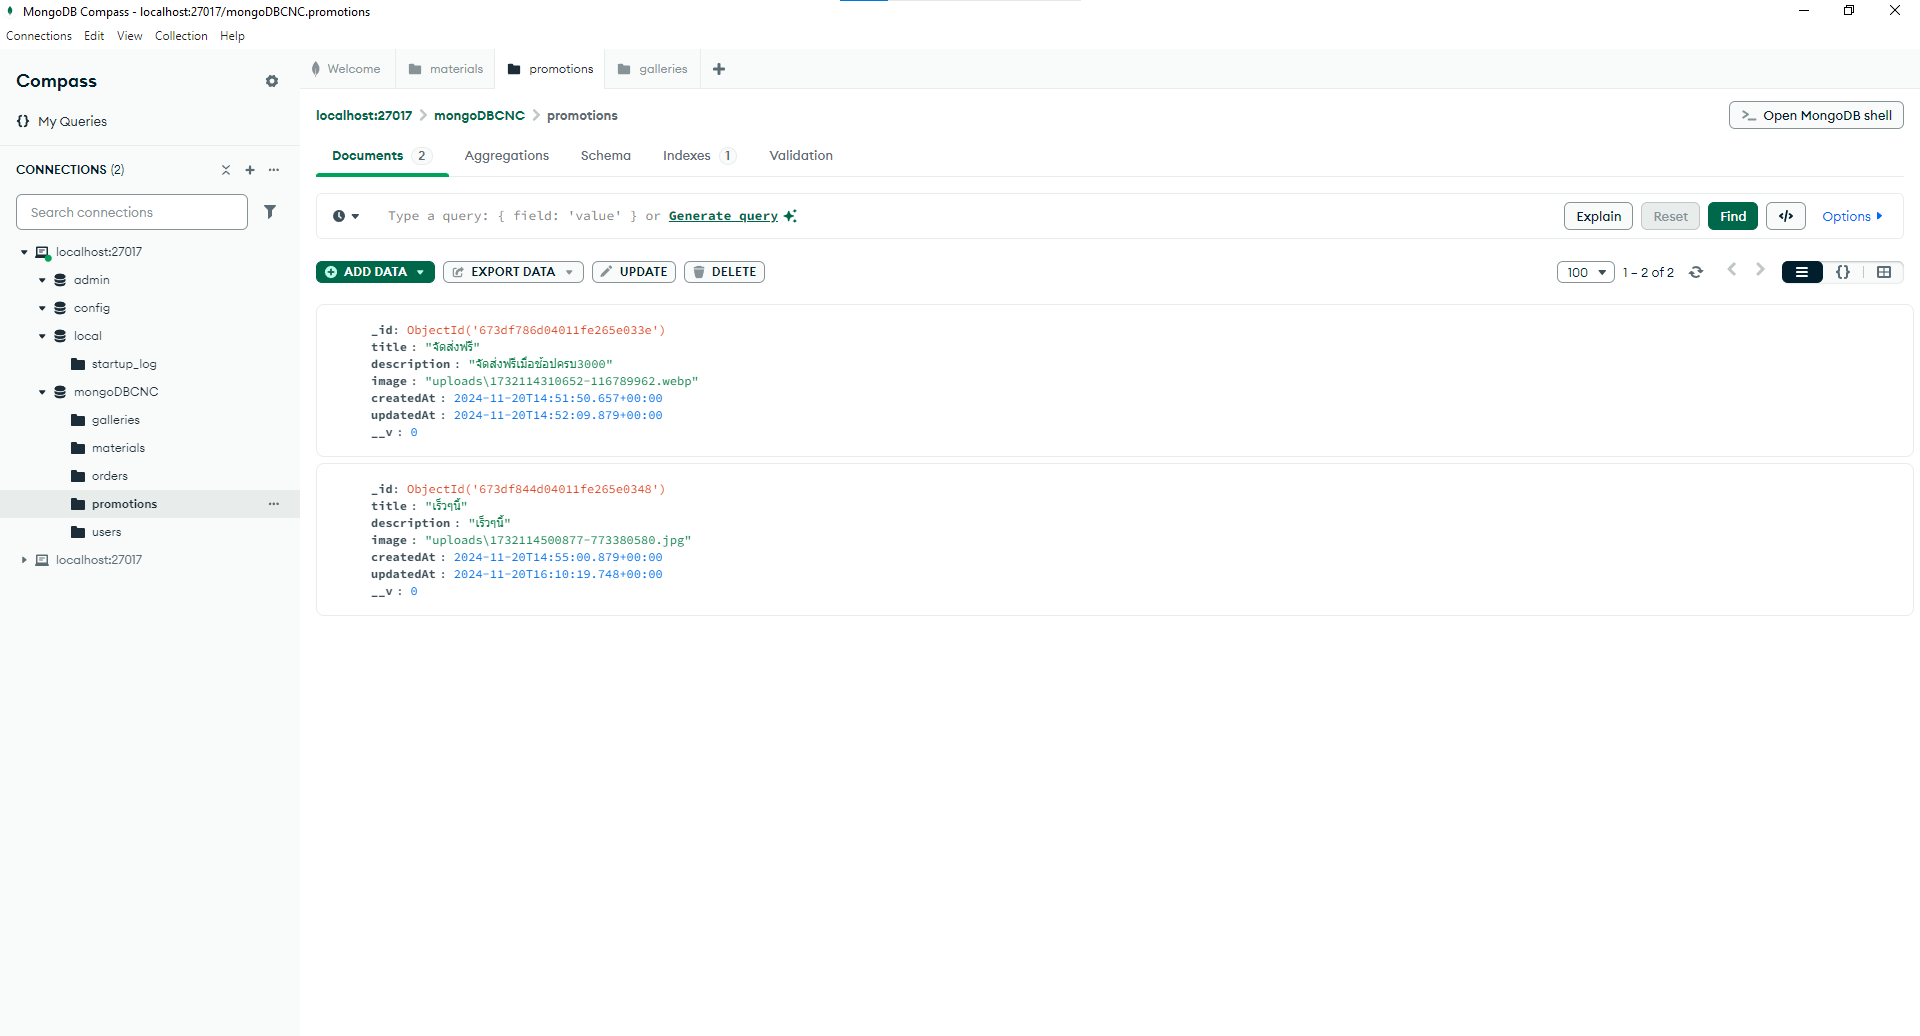 MongoDB Compass - localhost:27017/mongoDBCNC.promotions
Connections Edit View Collection Help
Compass
My Queries
CONNECTIONS (2)
Search connections
localhost:27017
admin
config
local
startup_log
mongoDBCNC
galleries
materials
orders
promotions
users
localhost:27017
Welcome materials promotions galleries
localhost:27017 > mongoDBCNC > promotions
>_ Open MongoDB shell
Documents 2 Aggregations Schema Indexes 1 Validation
Type a query: { field: 'value' } or Generate query
Explain Reset Find </> Options
ADD DATA EXPORT DATA UPDATE DELETE
100 1 – 2 of 2 {}
_id: ObjectId('673df786d04011fe265e033e')
title : "จัดส่งฟรี"
description : "จัดส่งฟรีเมื่อช้อปครบ3000"
image : "uploads\1732114310652-116789962.webp"
createdAt : 2024-11-20T14:51:50.657+00:00
updatedAt : 2024-11-20T14:52:09.879+00:00
__v : 0
_id: ObjectId('673df844d04011fe265e0348')
title : "เร็วๆนี้"
description : "เร็วๆนี้"
image : "uploads\1732114500877-773380580.jpg"
createdAt : 2024-11-20T14:55:00.879+00:00
updatedAt : 2024-11-20T16:10:19.748+00:00
__v : 0